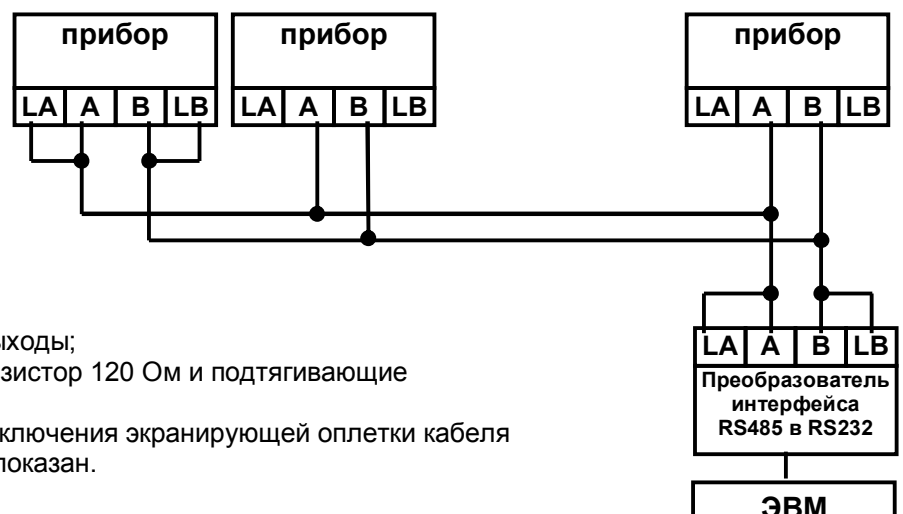 прибор прибор прибор
LA A B LB LA A B LB LA A B LB
LA A B LB
Преобразователь
интерфейса
RS485 в RS232
ЭВМ
ыходы;
зистор 120 Ом и подтягивающие
ключения экранирующей оплетки кабеля
показан.